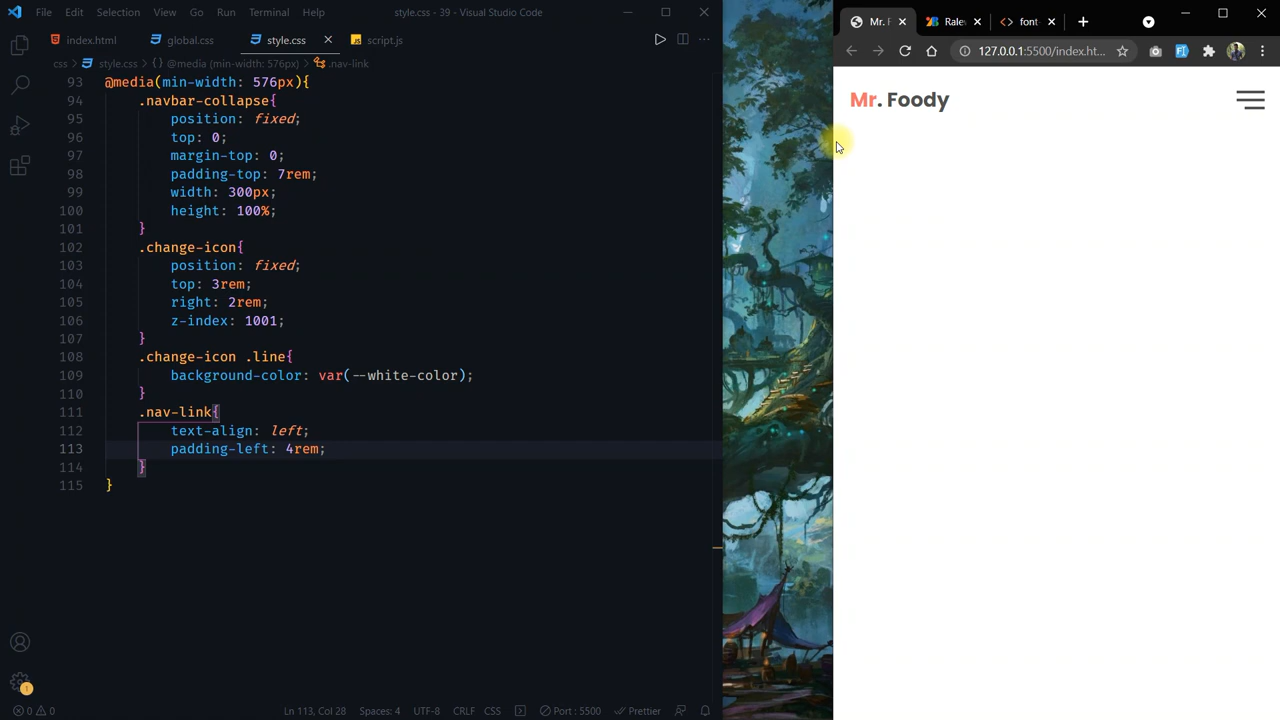 File Edit Selection View Go Run Terminal Help style.css - 39 - Visual Studio Code
index.html global.css style.css script.js
css > style.css > {} @media (min-width: 576px) > .nav-link
93 @media(min-width: 576px){
94 .navbar-collapse{
95 position: fixed;
96 top: 0;
97 margin-top: 0;
98 padding-top: 7rem;
99 width: 300px;
100 height: 100%;
101 }
102 .change-icon{
103 position: fixed;
104 top: 3rem;
105 right: 2rem;
106 z-index: 1001;
107 }
108 .change-icon .line{
109 background-color: var(--white-color);
110 }
111 .nav-link{
112 text-align: left;
113 padding-left: 4rem;
114 }
115 }
1
0 0 Ln 113, Col 28 Spaces: 4 UTF-8 CRLF CSS Port : 5500 Prettier
Mr. F Ralew font
127.0.0.1:5500/index.ht...
Mr. Foody